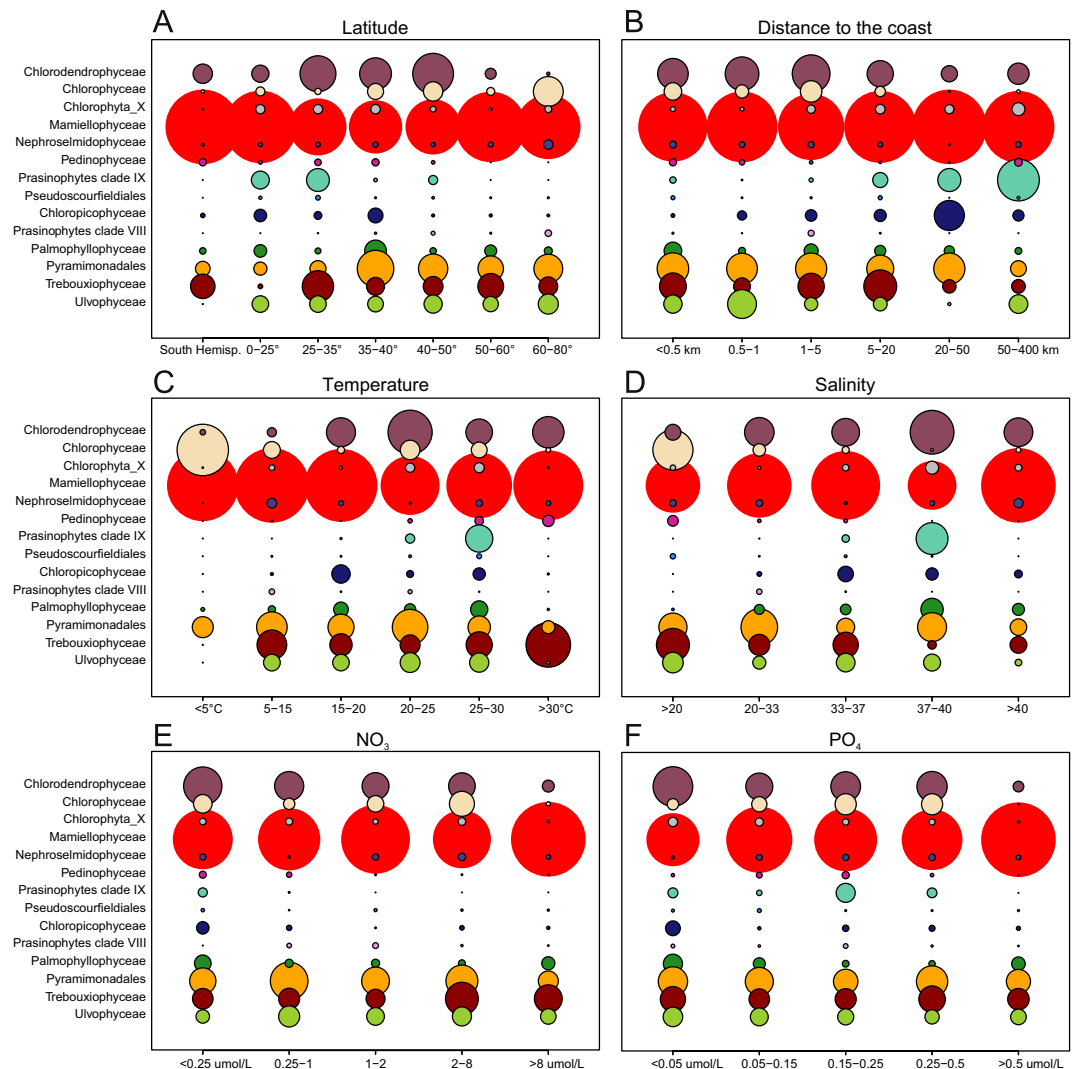 A
Latitude
Chlorodendrophyceae
Chlorophyceae
Chlorophyta_X
Mamiellophyceae
Nephroselmidophyceae
Pedinophyceae
Prasinophytes clade IX
Pseudoscourfieldiales
Chloropicophyceae
Prasinophytes clade VIII
Palmophyllophyceae
Pyramimonadales
Trebouxiophyceae
Ulvophyceae
South Hemisp. 0−25° 25−35° 35−40° 40−50° 50−60° 60−80°
B
Distance to the coast
<0.5 km 0.5−1 1−5 5−20 20−50 50−400 km
C
Temperature
Chlorodendrophyceae
Chlorophyceae
Chlorophyta_X
Mamiellophyceae
Nephroselmidophyceae
Pedinophyceae
Prasinophytes clade IX
Pseudoscourfieldiales
Chloropicophyceae
Prasinophytes clade VIII
Palmophyllophyceae
Pyramimonadales
Trebouxiophyceae
Ulvophyceae
<5°C 5−15 15−20 20−25 25−30 >30°C
D
Salinity
>20 20−33 33−37 37−40 >40
E
NO₃
Chlorodendrophyceae
Chlorophyceae
Chlorophyta_X
Mamiellophyceae
Nephroselmidophyceae
Pedinophyceae
Prasinophytes clade IX
Pseudoscourfieldiales
Chloropicophyceae
Prasinophytes clade VIII
Palmophyllophyceae
Pyramimonadales
Trebouxiophyceae
Ulvophyceae
<0.25 umol/L 0.25−1 1−2 2−8 >8 umol/L
F
PO₄
<0.05 umol/L 0.05−0.15 0.15−0.25 0.25−0.5 >0.5 umol/L